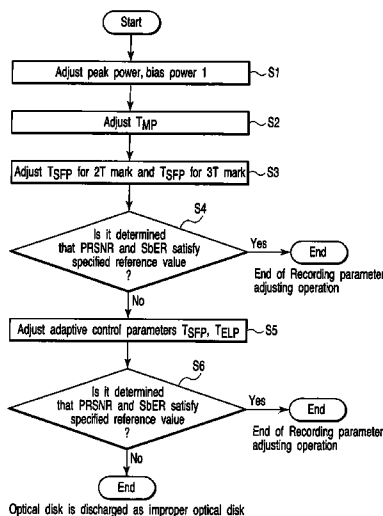 Start
Adjust peak power, bias power 1
S1
Adjust TMP
S2
Adjust TSFP for 2T mark and TSFP for 3T mark
S3
S4
Is it determined
that PRSNR and SbER satisfy
specified reference value
?
Yes
End
End of Recording parameter
adjusting operation
No
Adjust adaptive control parameters TSFP, TELP
S5
S6
Is it determined
that PRSNR and SbER satisfy
specified reference value
?
Yes
End
End of Recording parameter
adjusting operation
No
End
Optical disk is discharged as improper optical disk